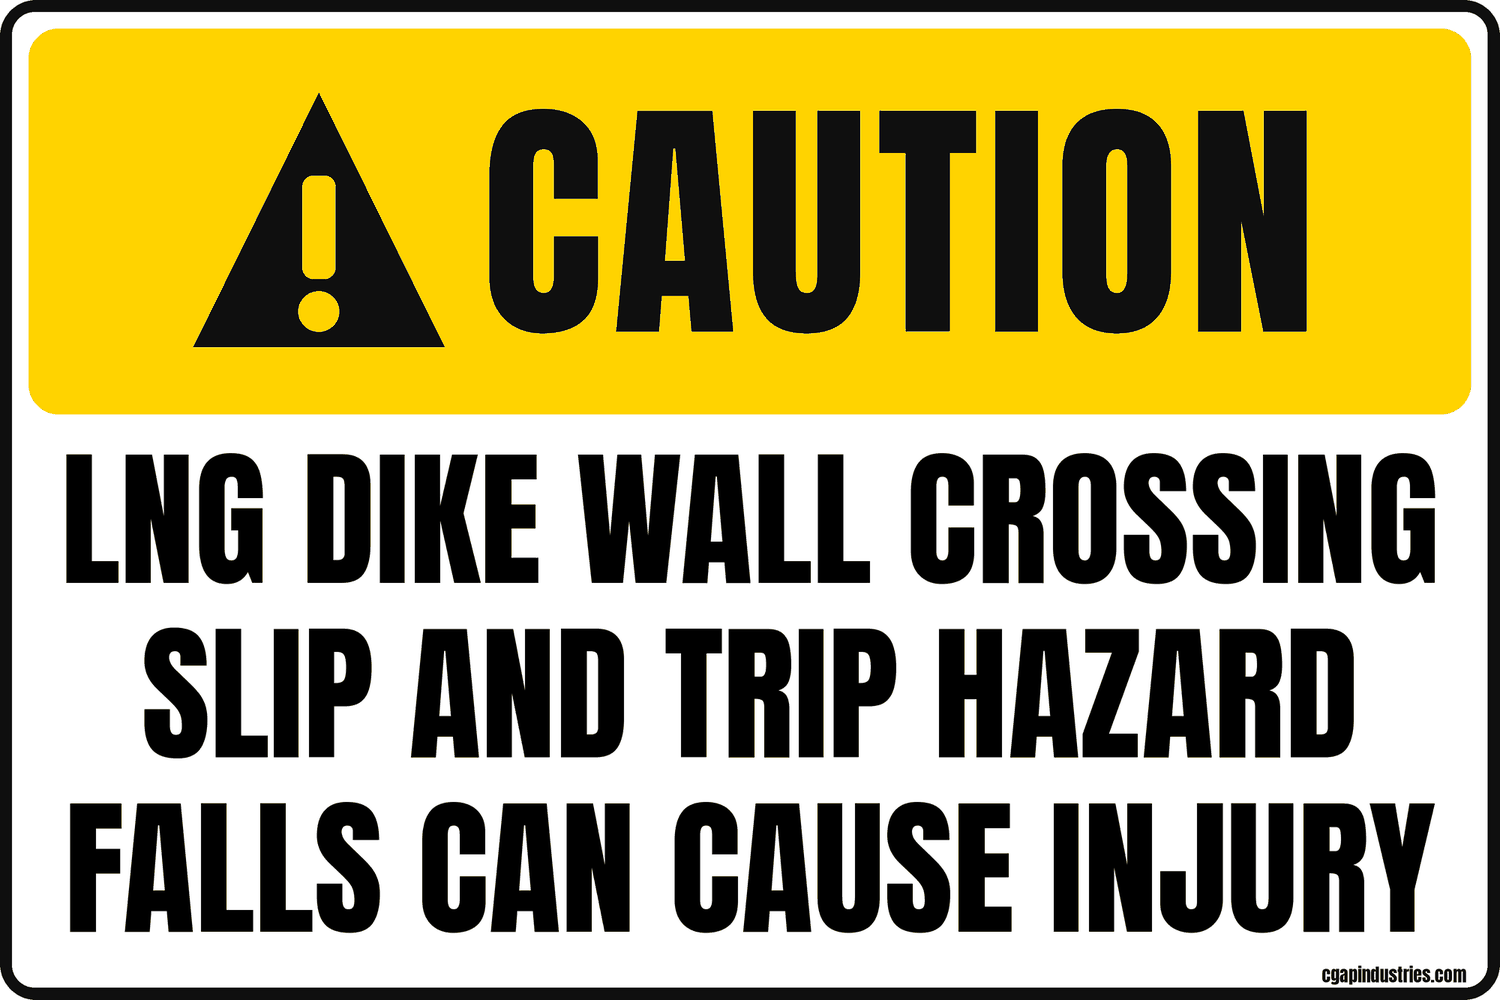 CAUTION
LNG DIKE WALL CROSSING
SLIP AND TRIP HAZARD
FALLS CAN CAUSE INJURY
cgapindustries.com